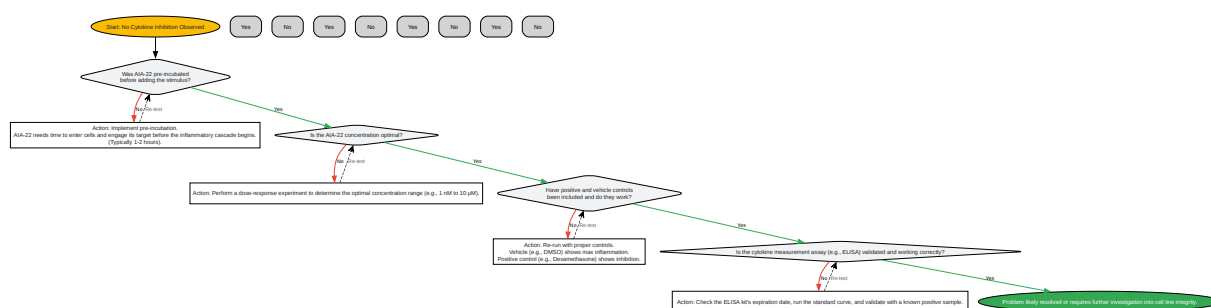 Start: No Cytokine Inhibition Observed
Yes
No
Yes
No
Yes
No
Yes
No
Was AIA-22 pre-incubated
before adding the stimulus?
No
Re-test
Yes
Action: Implement pre-incubation.
AIA-22 needs time to enter cells and engage its target before the inflammatory cascade begins.
(Typically 1-2 hours).
Is the AIA-22 concentration optimal?
No
Re-test
Yes
Action: Perform a dose-response experiment to determine the optimal concentration range (e.g., 1 nM to 10 µM).
Have positive and vehicle controls
been included and do they work?
No
Re-test
Yes
Action: Re-run with proper controls.
Vehicle (e.g., DMSO) shows max inflammation.
Positive control (e.g., Dexamethasone) shows inhibition.
Is the cytokine measurement assay (e.g., ELISA) validated and working correctly?
No
Re-test
Yes
Action: Check the ELISA kit's expiration date, run the standard curve, and validate with a known positive sample.
Problem likely resolved or requires further investigation into cell line integrity.